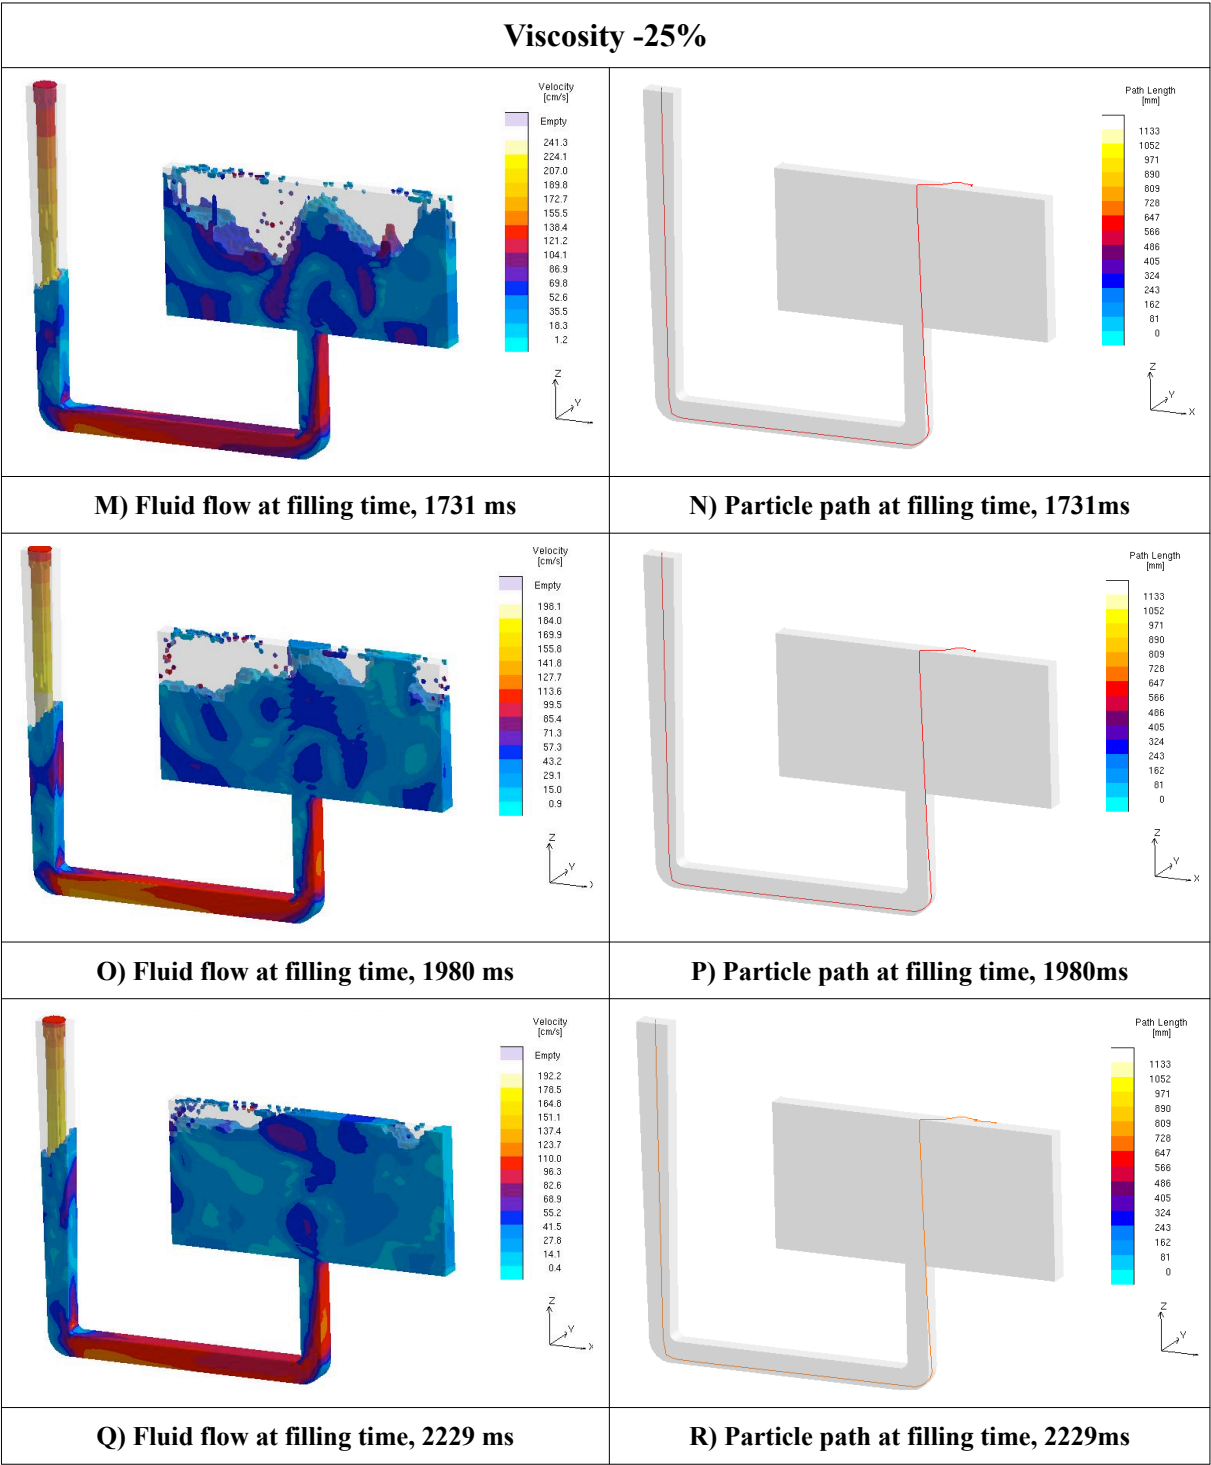 Viscosity -25%
Velocity
[cm/s]
Empty
241.3
224.1
207.0
189.8
172.7
155.5
138.4
121.2
104.1
86.9
69.8
52.6
35.5
18.3
1.2
Z
Y
Path Length
[mm]
1133
1052
971
890
809
728
647
566
486
405
324
243
162
81
0
Z
Y
X
M) Fluid flow at filling time, 1731 ms
N) Particle path at filling time, 1731ms
Velocity
[cm/s]
Empty
198.1
184.0
169.9
155.8
141.8
127.7
113.6
99.5
85.4
71.3
57.3
43.2
29.1
15.0
0.9
Z
Y
Path Length
[mm]
1133
1052
971
890
809
728
647
566
486
405
324
243
162
81
0
Z
Y
X
O) Fluid flow at filling time, 1980 ms
P) Particle path at filling time, 1980ms
Velocity
[cm/s]
Empty
192.2
178.5
164.8
151.1
137.4
123.7
110.0
96.3
82.6
68.9
55.2
41.5
27.8
14.1
0.4
Z
Y
X
Path Length
[mm]
1133
1052
971
890
809
728
647
566
486
405
324
243
162
81
0
Z
Y
Q) Fluid flow at filling time, 2229 ms
R) Particle path at filling time, 2229ms